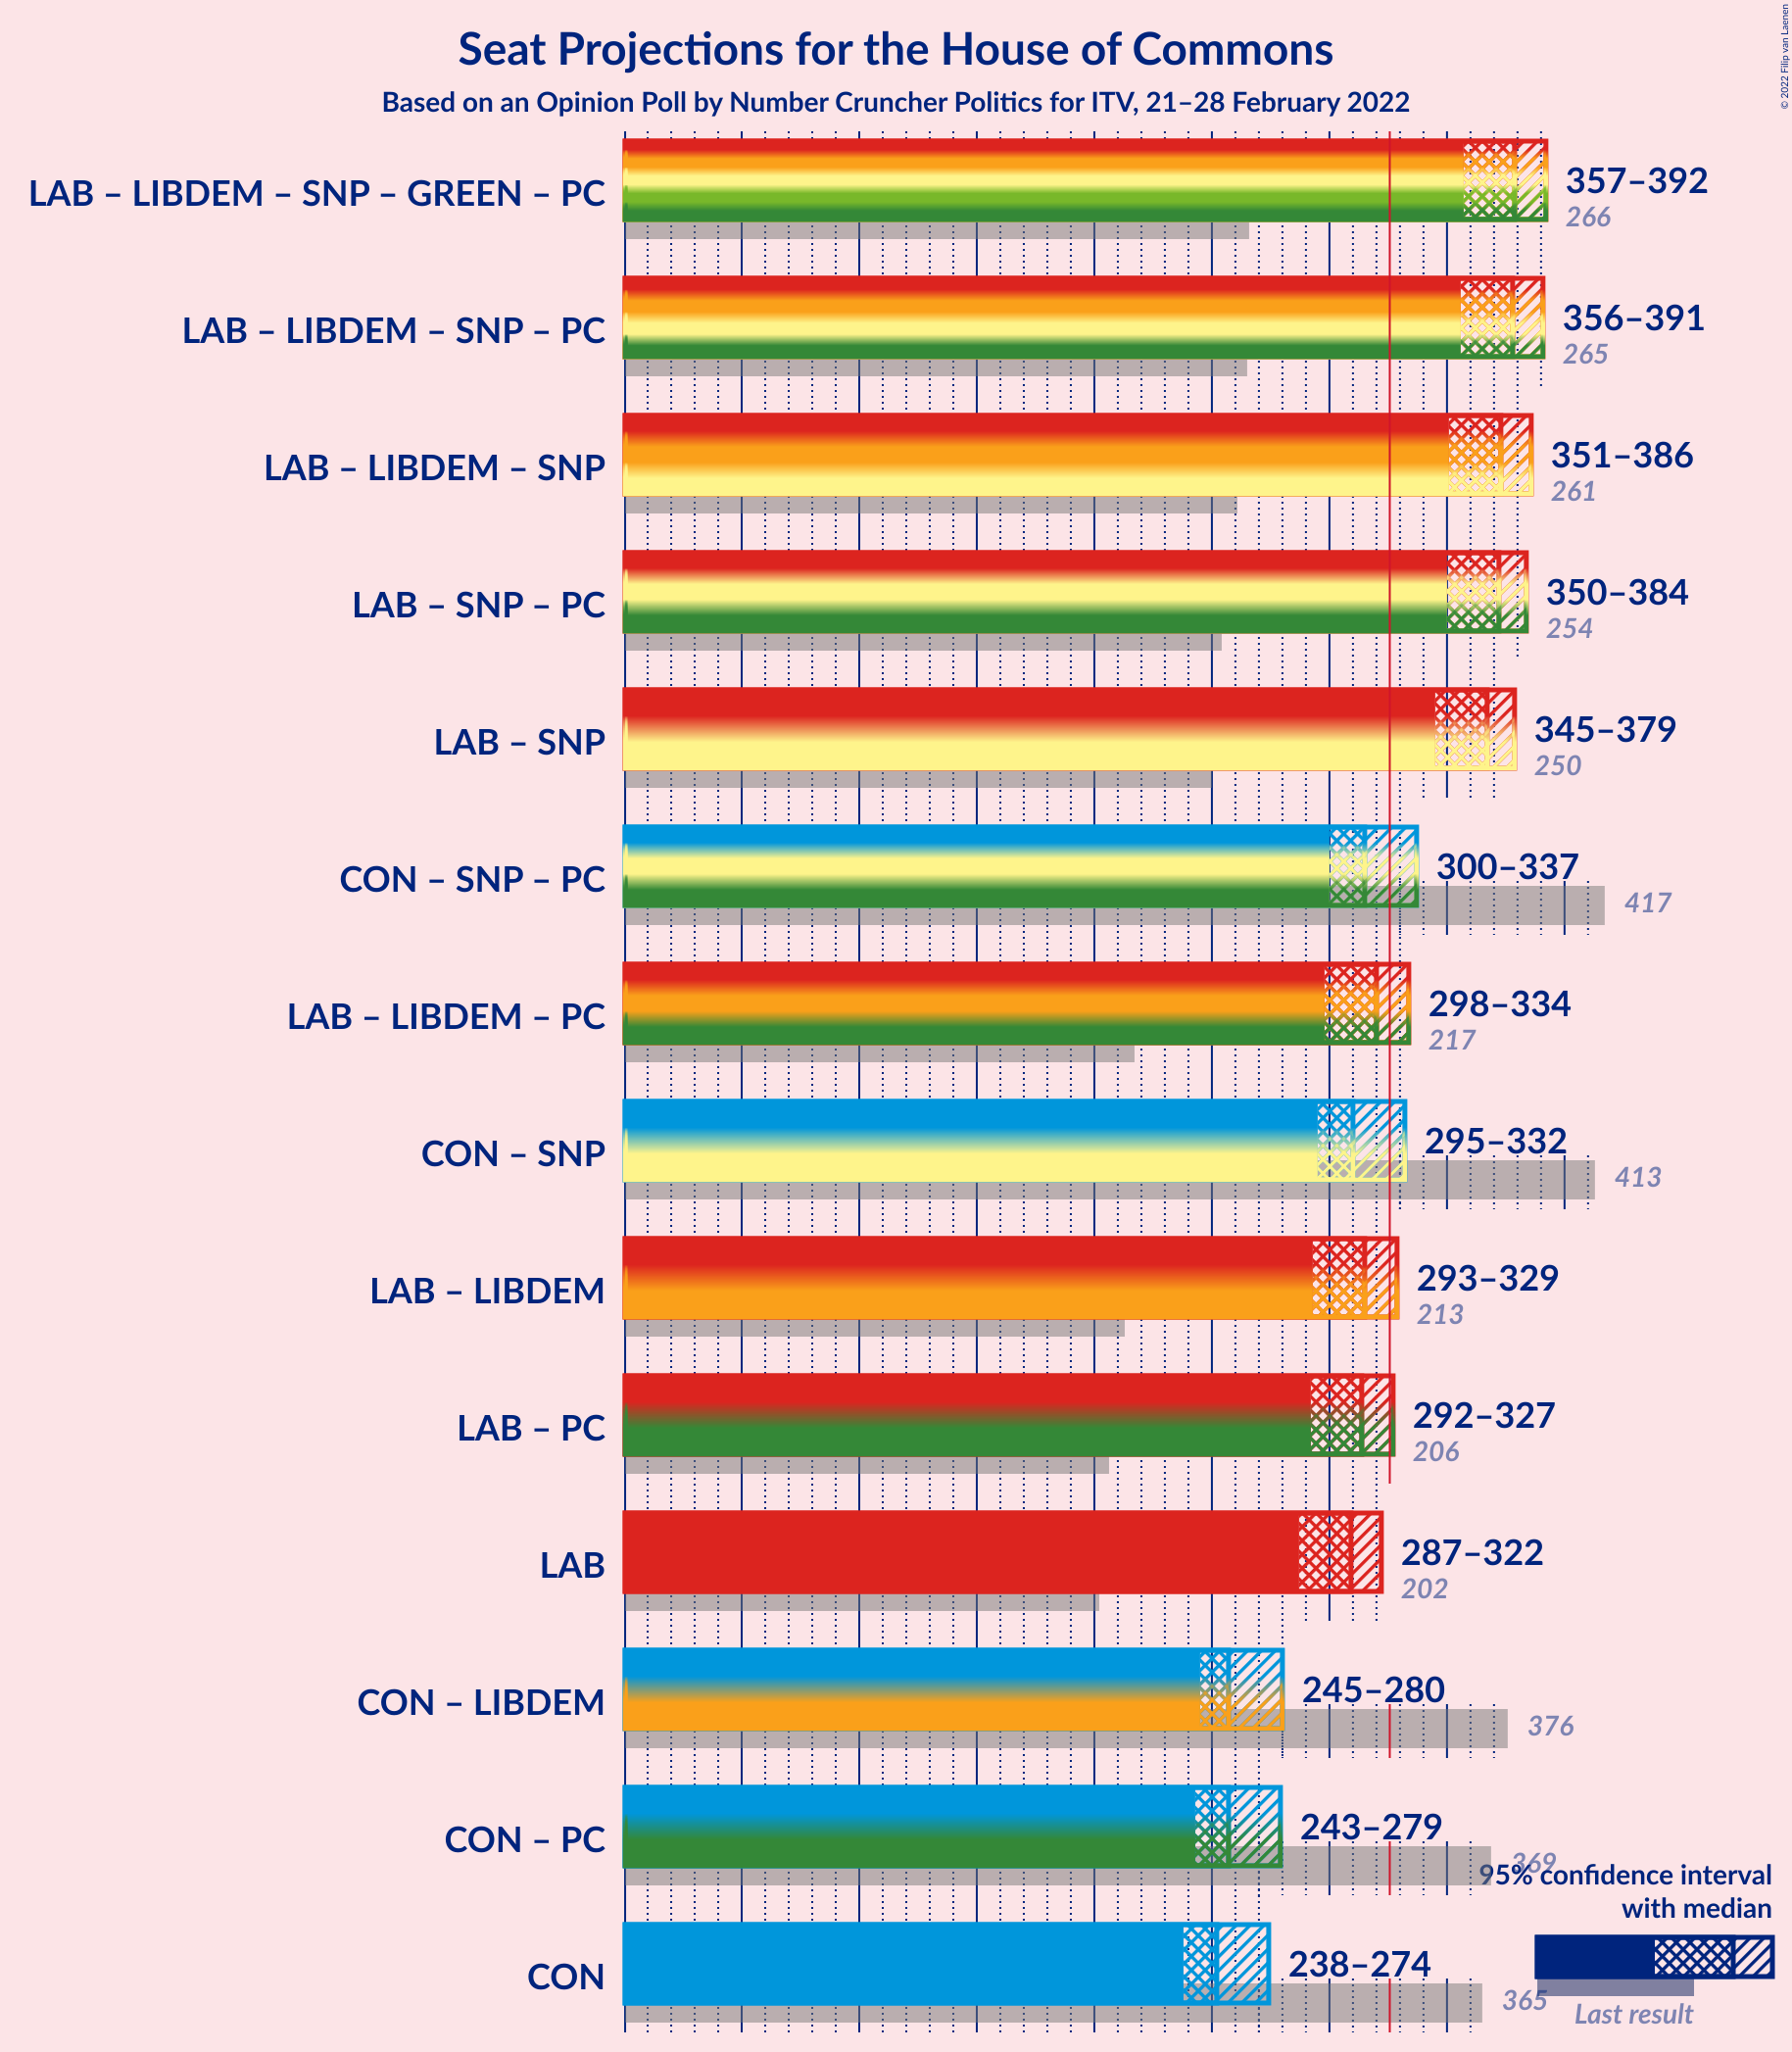 Seat Projections for the House of Commons
Based on an Opinion Poll by Number Cruncher Politics for ITV, 21–28 February 2022
© 2022 Filip van Laenen
LAB – LIBDEM – SNP – GREEN – PC
357–392
266
LAB – LIBDEM – SNP – PC
356–391
265
LAB – LIBDEM – SNP
351–386
261
LAB – SNP – PC
350–384
254
LAB – SNP
345–379
250
CON – SNP – PC
300–337
417
LAB – LIBDEM – PC
298–334
217
CON – SNP
295–332
413
LAB – LIBDEM
293–329
213
LAB – PC
292–327
206
LAB
287–322
202
CON – LIBDEM
245–280
376
CON – PC
243–279
369
CON
238–274
365
95% confidence interval
with median
Last result